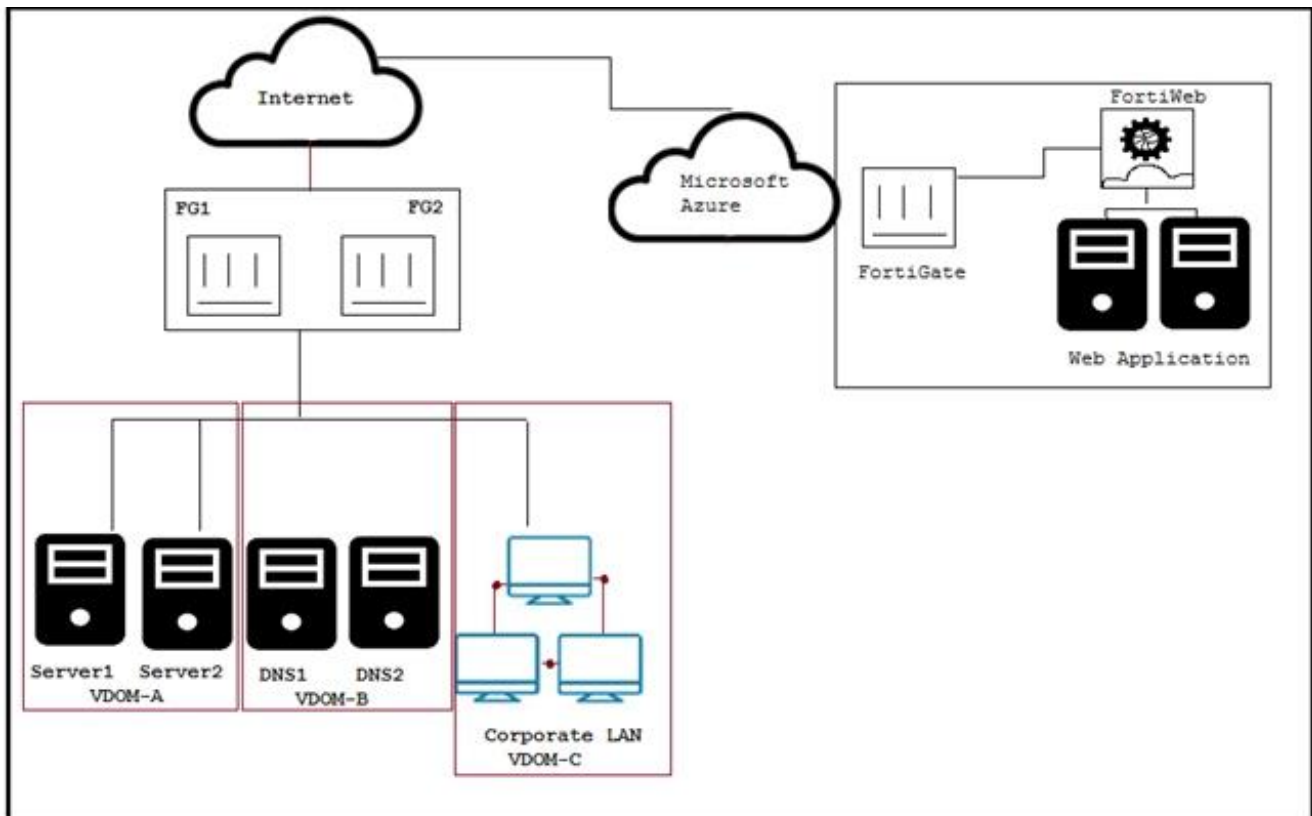 Internet
FortiWeb
Microsoft
Azure
FG1
FG2
FortiGate
Web Application
Server1
Server2
VDOM-A
DNS1
DNS2
VDOM-B
Corporate LAN
VDOM-C